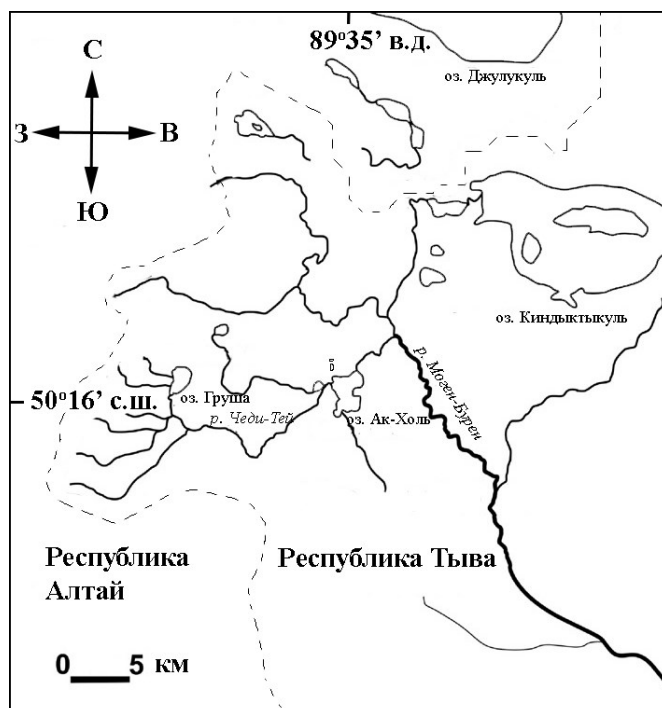 89°35’ в.д.
оз. Джулукуль
С
З
В
Ю
оз. Киндыктыкуль
р. Моген-Бурен
50°16’ с.ш.
оз. Груша
р. Чеди-Тей
оз. Ак-Холь
Республика
Алтай
Республика Тыва
0
5
км